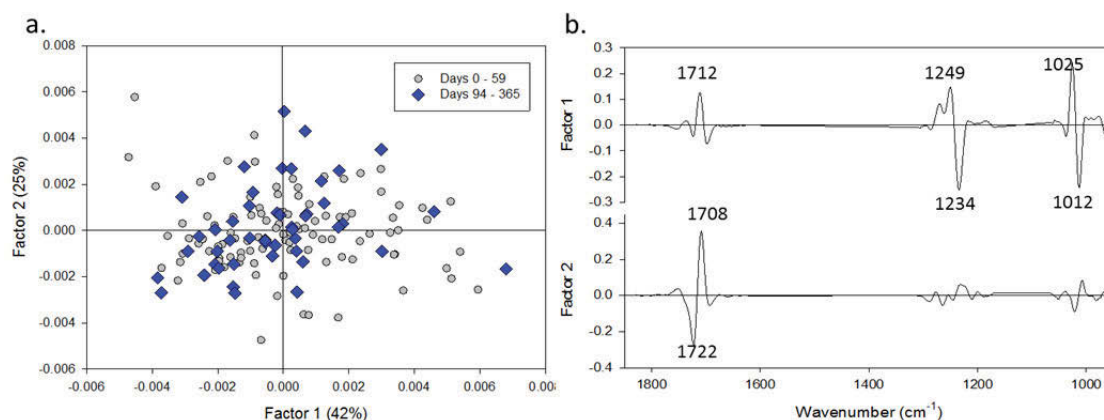 a.
0.008
0.006
0.004
0.002
0.000
-0.002
-0.004
-0.006
Factor 2 (25%)
Days 0 - 59
Days 94 - 365
-0.006 -0.004 -0.002 0.000 0.002 0.004 0.006 0.008
Factor 1 (42%)
b.
0.3
0.2
0.1
0.0
-0.1
-0.2
-0.3
Factor 1
1712 1249 1025
1234 1012
0.4
0.2
0.0
-0.2
-0.4
Factor 2
1708
1722
1800 1600 1400 1200 1000
Wavenumber (cm-1)